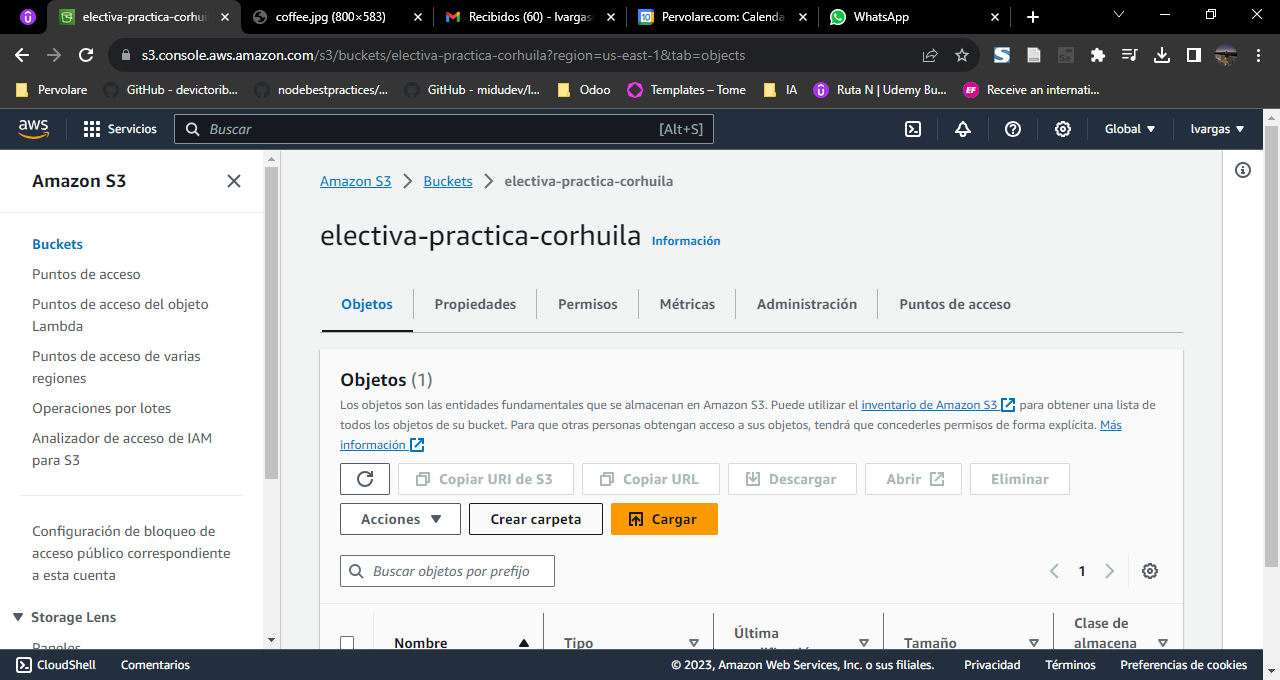 electiva-practica-corhuil
coffee.jpg (800×583)
Recibidos (60) - lvargas
Pervolare.com: Calenda
WhatsApp
s3.console.aws.amazon.com/s3/buckets/electiva-practica-corhuila?region=us-east-1&tab=objects
Pervolare
GitHub - devictorib...
nodebestpractices/...
GitHub - midudev/l...
Odoo
Templates – Tome
IA
Ruta N | Udemy Bu...
EF
Receive an internati...
aws
Servicios
Buscar
[Alt+S]
Global
lvargas
Amazon S3
Buckets
Puntos de acceso
Puntos de acceso del objeto
Lambda
Puntos de acceso de varias
regiones
Operaciones por lotes
Analizador de acceso de IAM
para S3
Configuración de bloqueo de
acceso público correspondiente
a esta cuenta
Storage Lens
Paneles
Amazon S3
Buckets
electiva-practica-corhuila
electiva-practica-corhuila
Información
Objetos
Propiedades
Permisos
Métricas
Administración
Puntos de acceso
Objetos (1)
Los objetos son las entidades fundamentales que se almacenan en Amazon S3. Puede utilizar el inventario de Amazon S3 para obtener una lista de
todos los objetos de su bucket. Para que otras personas obtengan acceso a sus objetos, tendrá que concederles permisos de forma explícita. Más
información
Copiar URI de S3
Copiar URL
Descargar
Abrir
Eliminar
Acciones
Crear carpeta
Cargar
Buscar objetos por prefijo
1
Nombre
Tipo
Última
Tamaño
Clase de
almacena
CloudShell
Comentarios
© 2023, Amazon Web Services, Inc. o sus filiales.
Privacidad
Términos
Preferencias de cookies